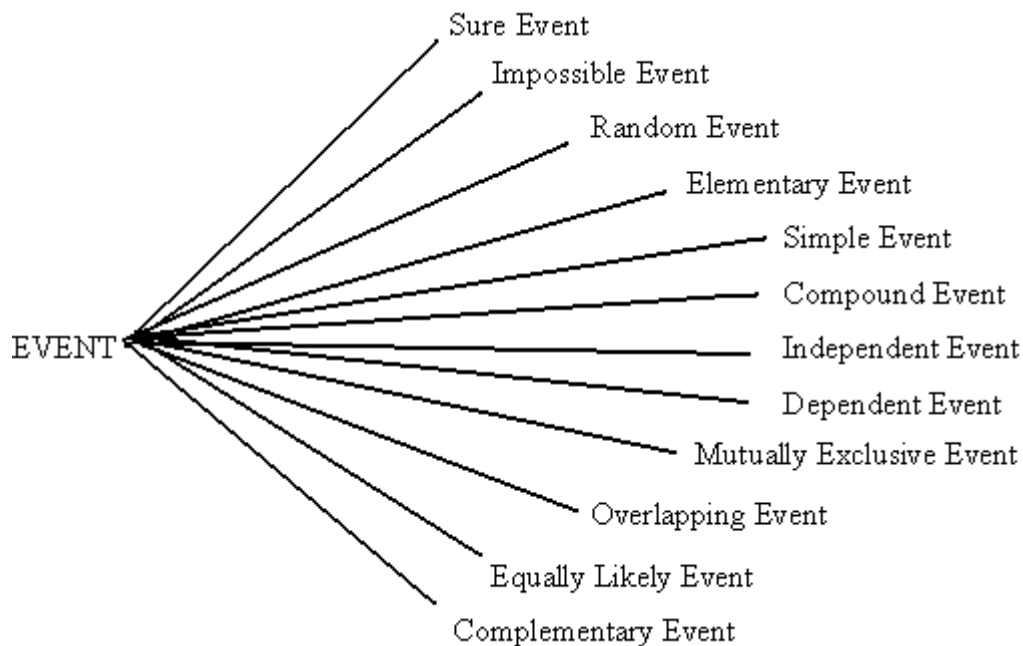 Sure Event
Impossible Event
Random Event
Elementary Event
Simple Event
Compound Event
EVENT
Independent Event
Dependent Event
Mutually Exclusive Event
Overlapping Event
Equally Likely Event
Complementary Event